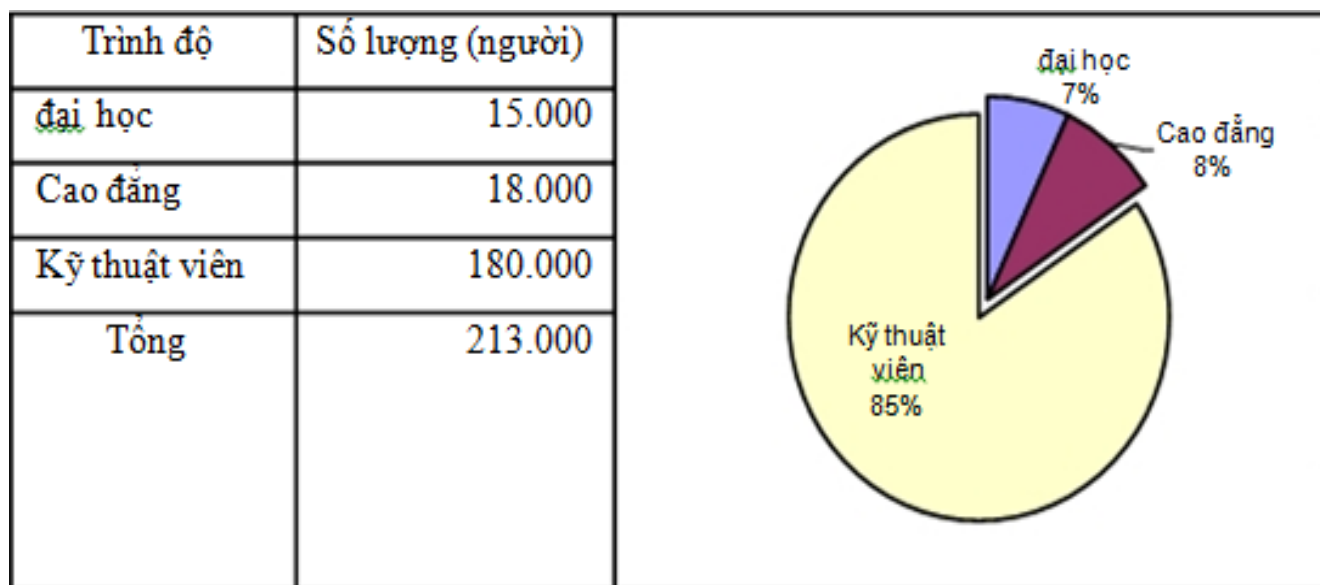 Trình độ Số lượng (người)
đại học 15.000
Cao đẳng 18.000
Kỹ thuật viên 180.000
Tổng 213.000
đại học
7%
Cao đẳng
8%
Kỹ thuật
viên
85%